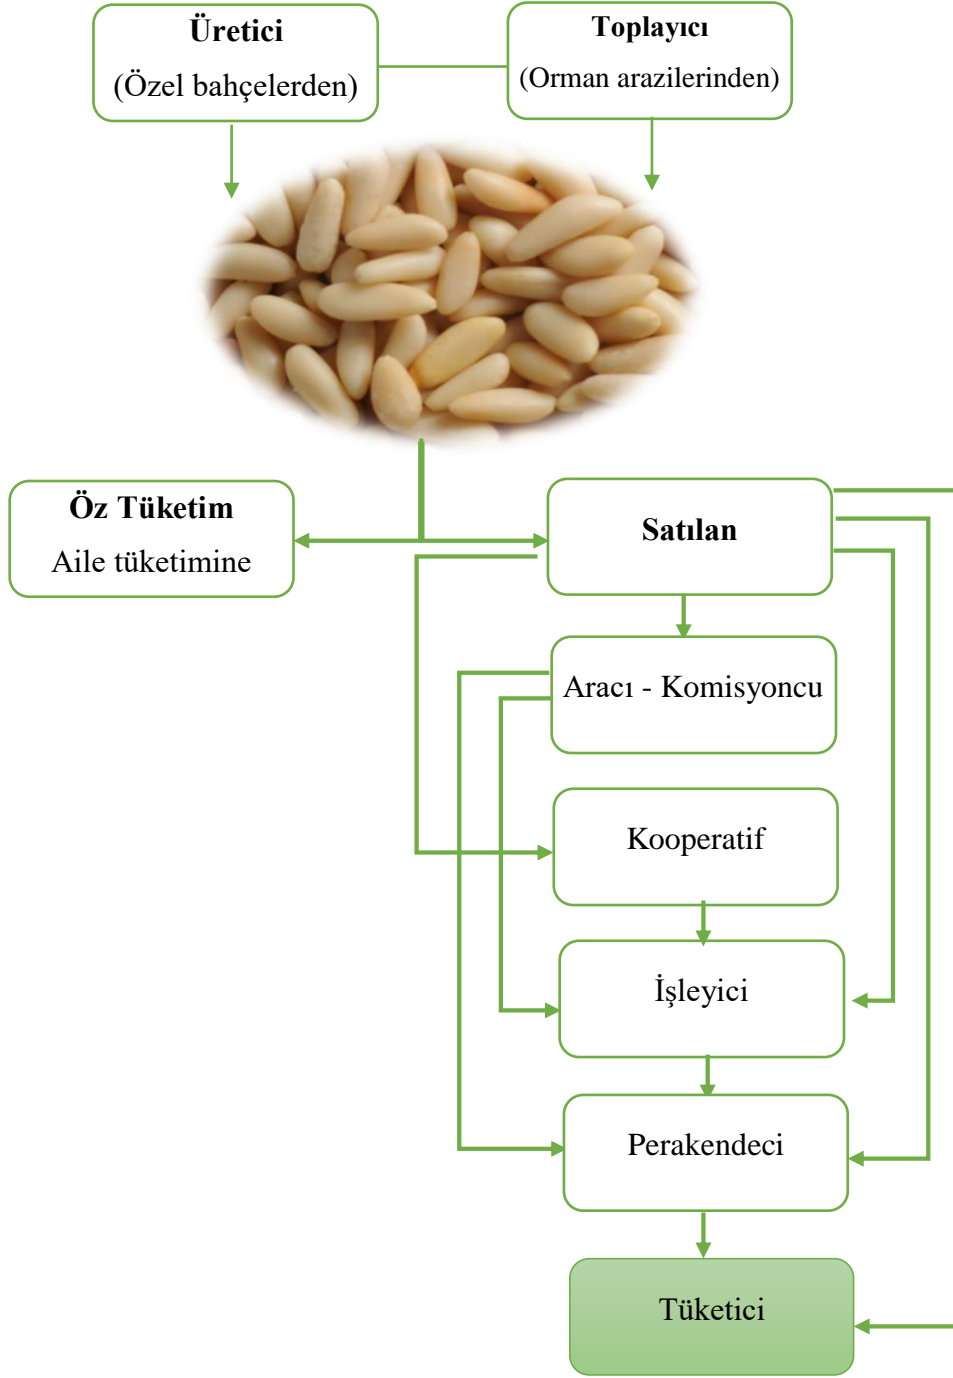 Üretici
(Özel bahçelerden)
Toplayıcı
(Orman arazilerinden)
Öz Tüketim
Aile tüketimine
Satılan
Aracı - Komisyoncu
Kooperatif
İşleyici
Perakendeci
Tüketici